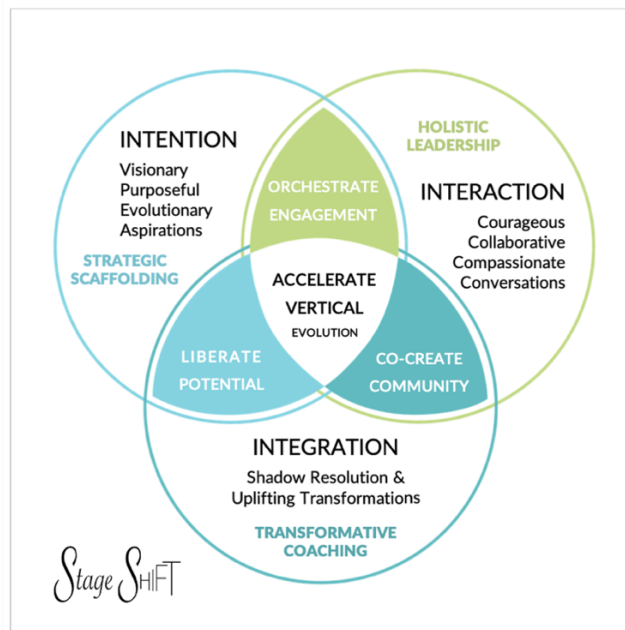 INTENTION
Visionary
Purposeful
Evolutionary
Aspirations
STRATEGIC
SCAFFOLDING
ORCHESTRATE
ENGAGEMENT
HOLISTIC
LEADERSHIP
INTERACTION
Courageous
Collaborative
Compassionate
Conversations
ACCELERATE
VERTICAL
EVOLUTION
LIBERATE
POTENTIAL
CO-CREATE
COMMUNITY
INTEGRATION
Shadow Resolution &
Uplifting Transformations
TRANSFORMATIVE
COACHING
Stage SHIFT